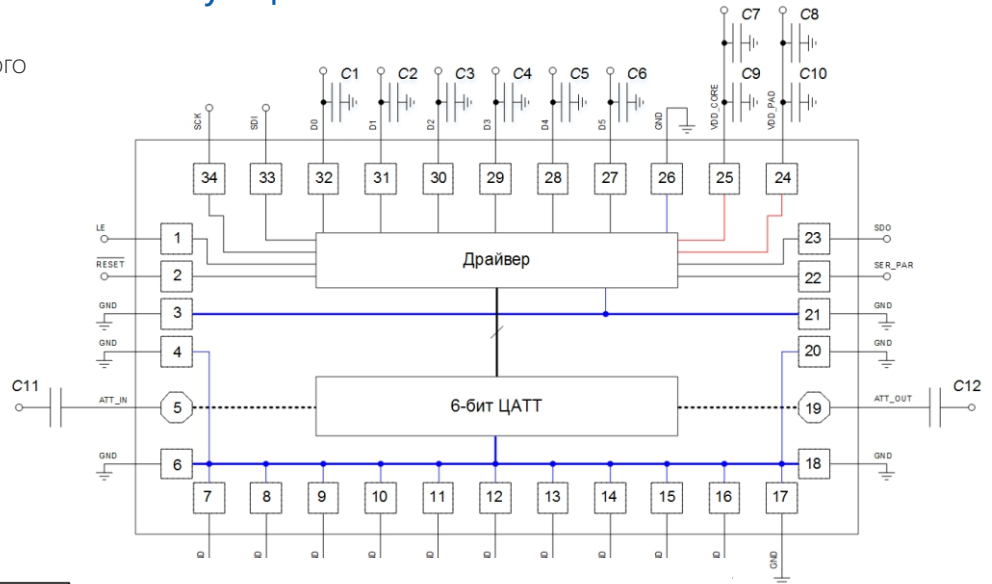 ого
C7 C8
C1 C2 C3 C4 C5 C6 C9 C10
SCK SDI D0 D1 D2 D3 D4 D5 GND VDD_CORE VDD_PAD
34 33 32 31 30 29 28 27 26 25 24
LE 1 23 SDO
Драйвер
RESET 2 22 SER_PAR
GND 3 21 GND
GND 4 20 GND
C11 ATT_IN 5 6-бит ЦАТТ 19 ATT_OUT C12
GND 6 18 GND
7 8 9 10 11 12 13 14 15 16 17
GND